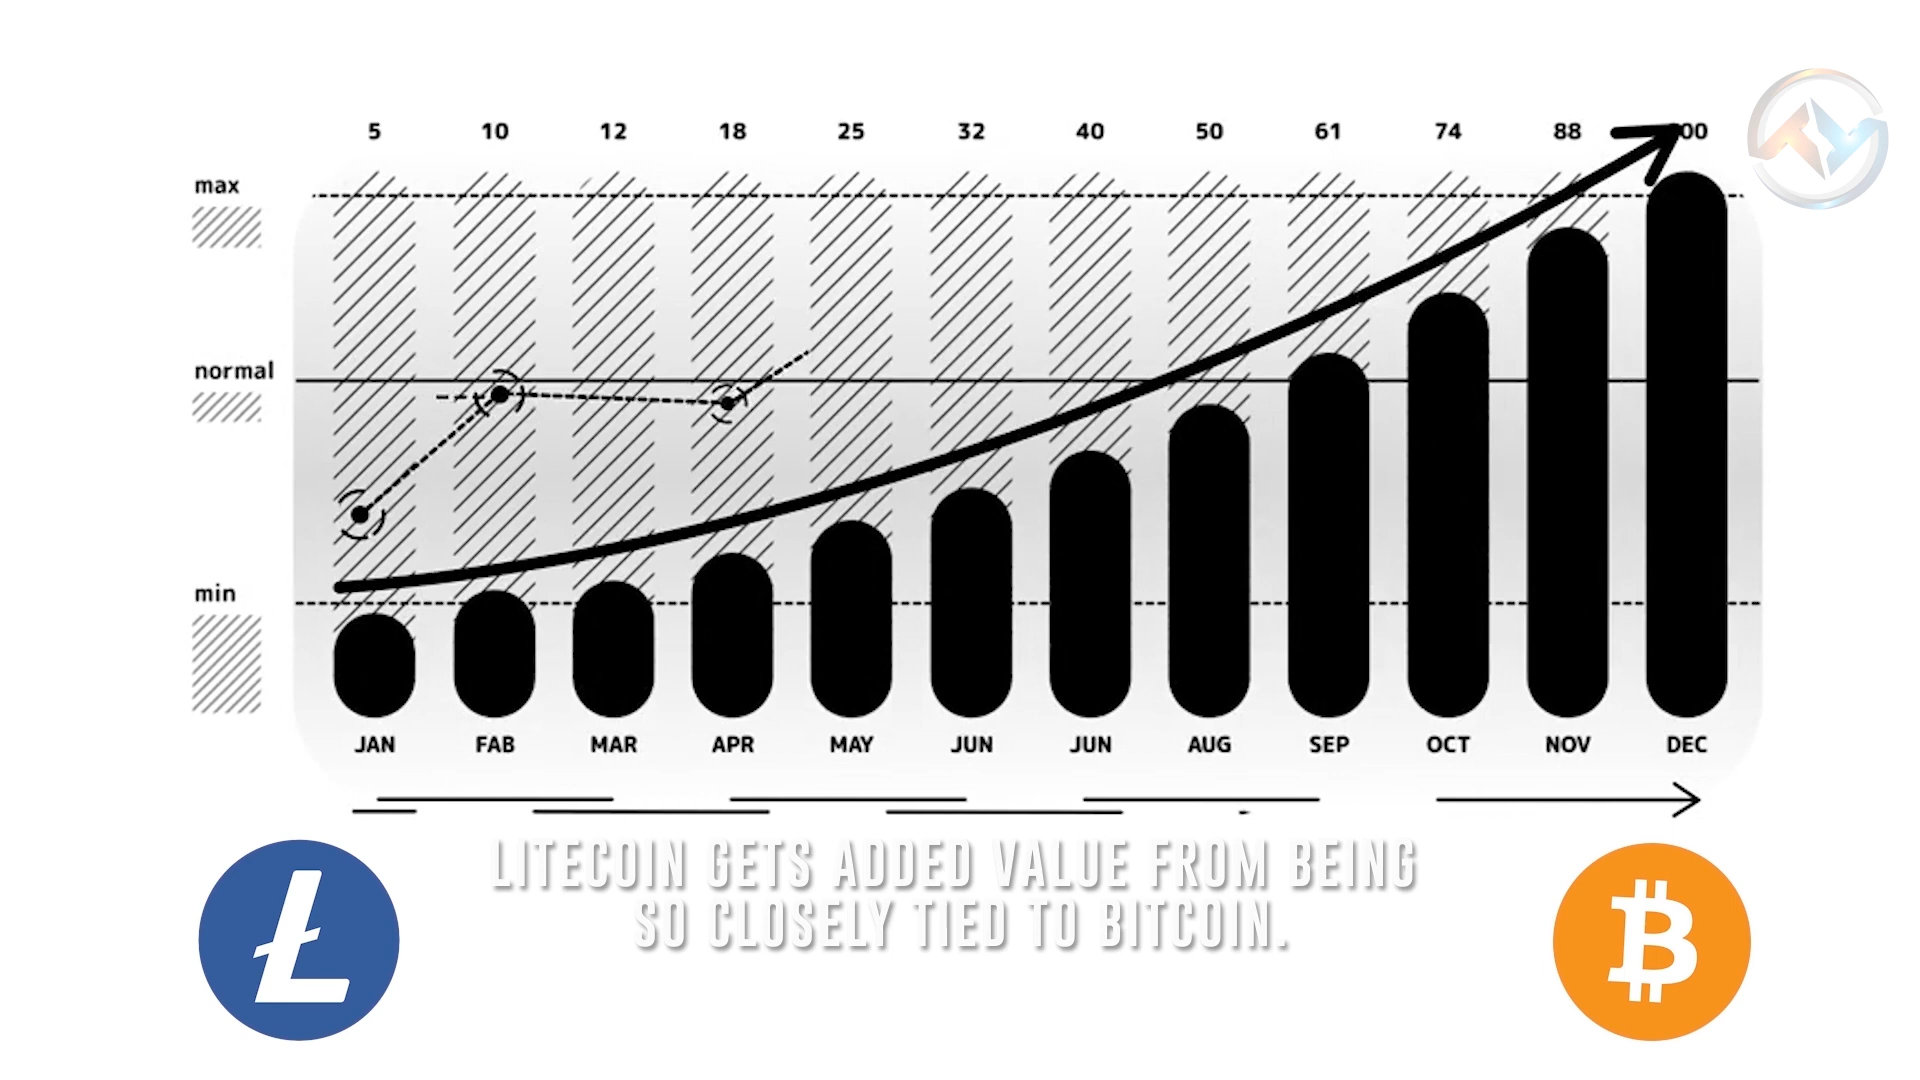 5 10 12 18 25 32 40 50 61 74 88 00
max
normal
min
JAN FAB MAR APR MAY JUN JUN AUG SEP OCT NOV DEC
LITECOIN GETS ADDED VALUE FROM BEING
SO CLOSELY TIED TO BITCOIN.